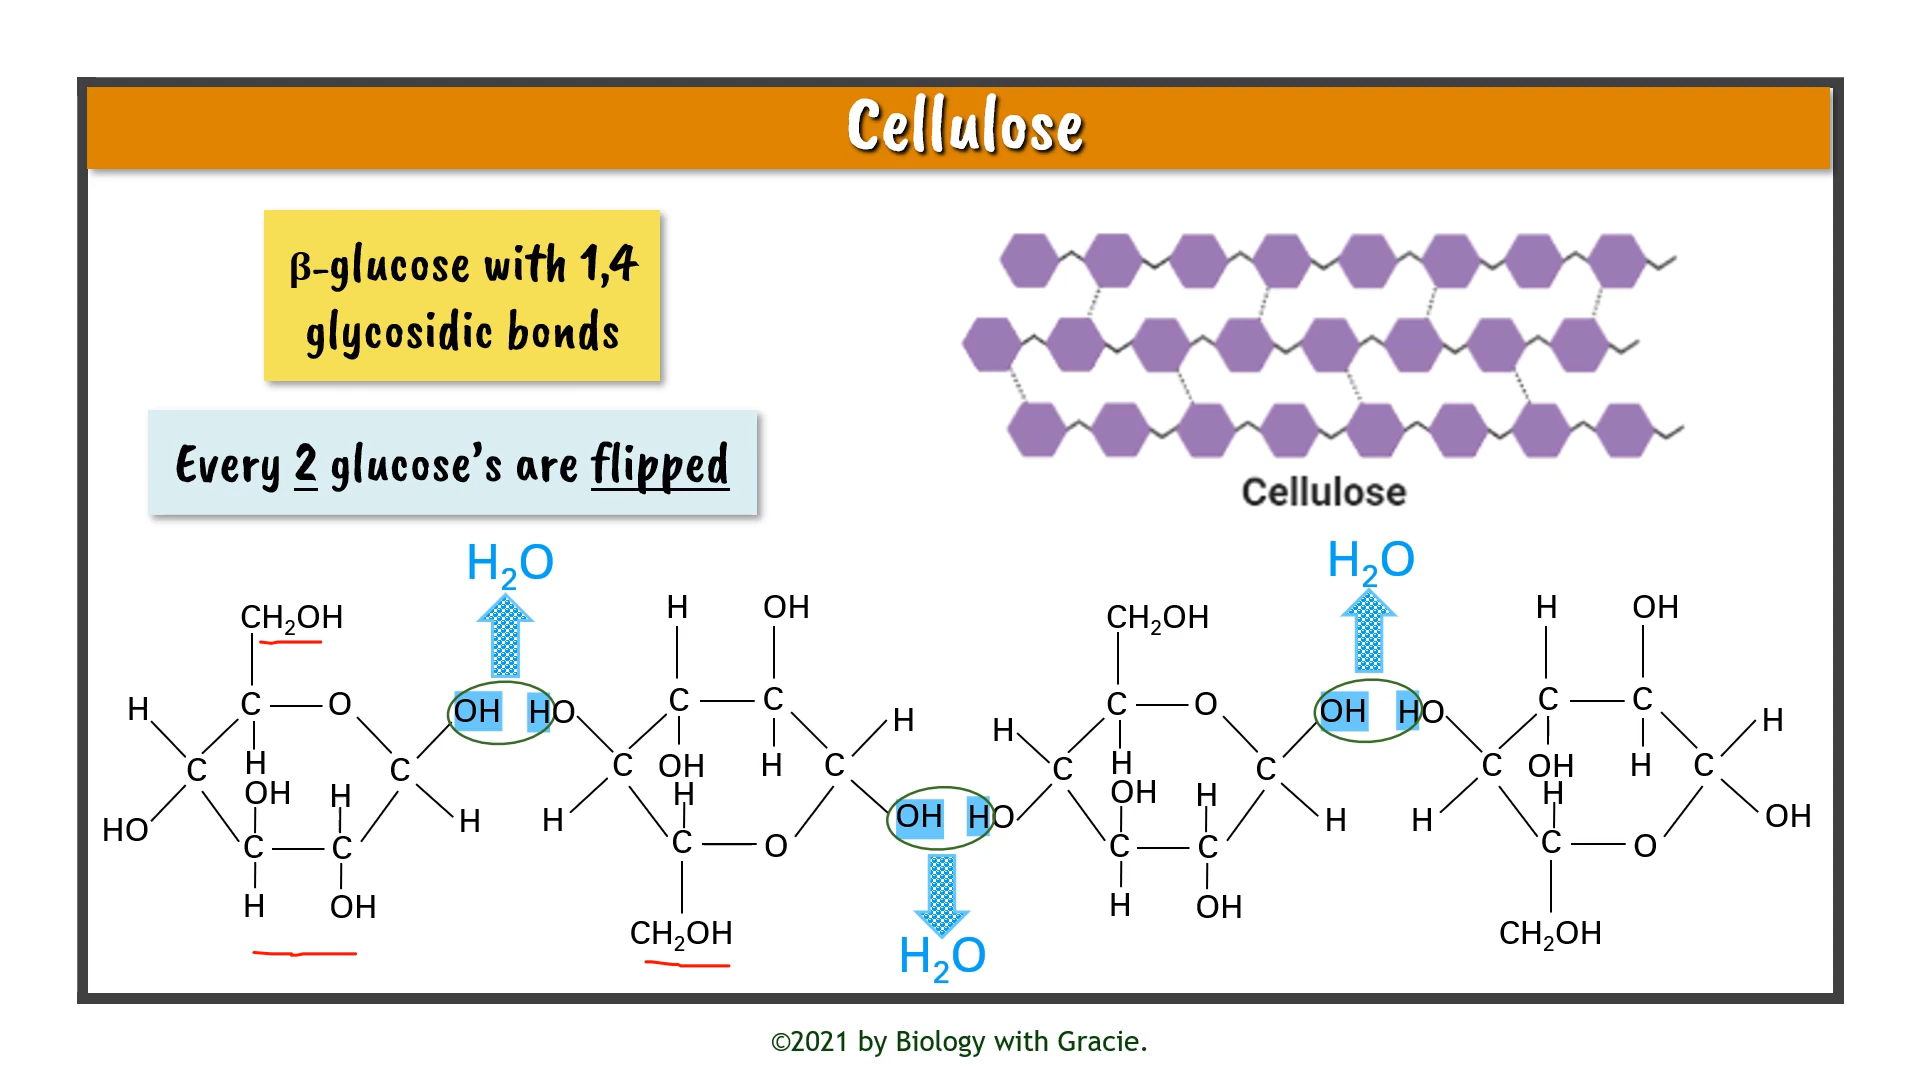 Cellulose
β-glucose with 1,4
glycosidic bonds
Every 2 glucose's are flipped
Cellulose
H₂O H₂O
CH₂OH H OH CH₂OH H OH
H C O OH HO C C H H C O OH HO C C H
C H C C OH H C C H C C OH H C
OH H H OH H H
HO H H OH HO H H OH
C C C O C C C O
H OH H OH
CH₂OH CH₂OH
H₂O
©2021 by Biology with Gracie.